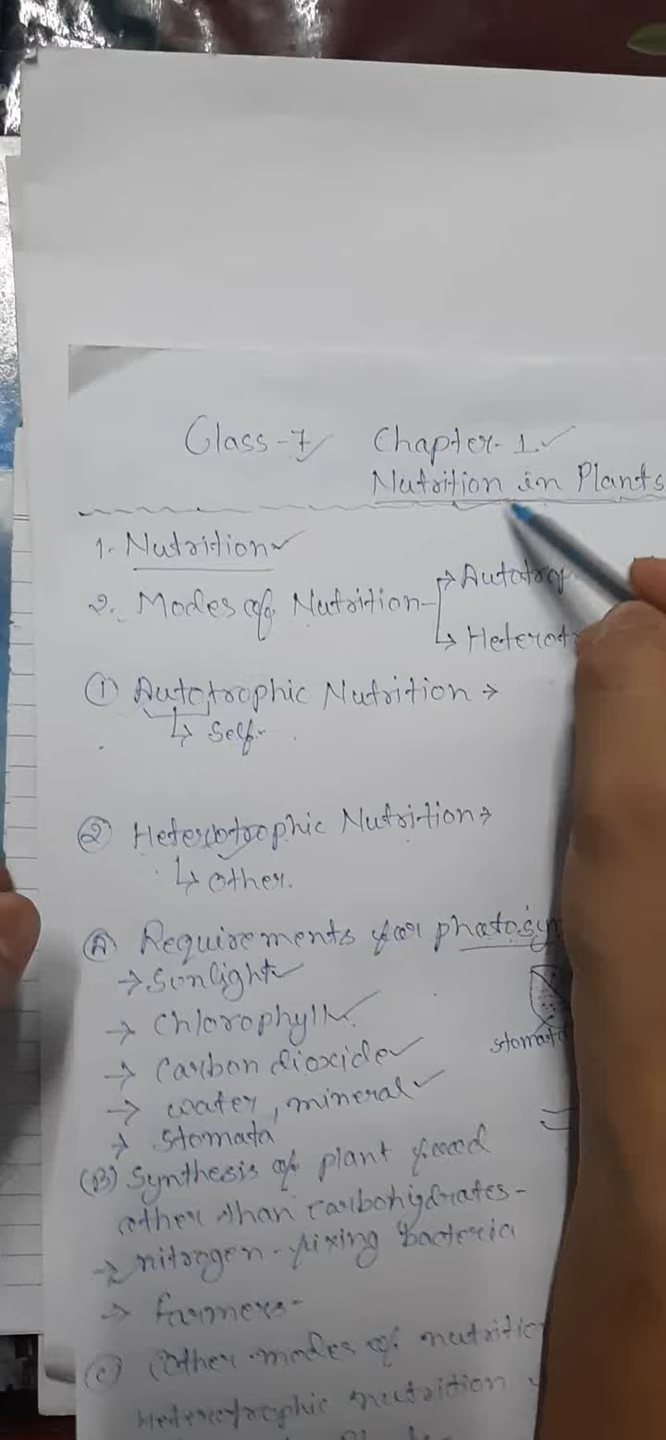 Class-7 Chapter-1
Nutrition in Plants
1. Nutrition
2. Modes of Nutrition
→ Autotrop
→ Heterot
① Autotrophic Nutrition →
↳ Self-
② Heterotrophic Nutrition →
↳ other.
(A) Requirements for phatosyn
→ Sunlight
→ Chlorophyll
→ Carbon dioxide
stomat
→ water, mineral
→ stomata
(B) Synthesis of plant food
other than carbohydrates-
→ nitrogen-fixing bacteria
→ farmers-
(C) Other modes of nutritio
Heterotrophic nutrition